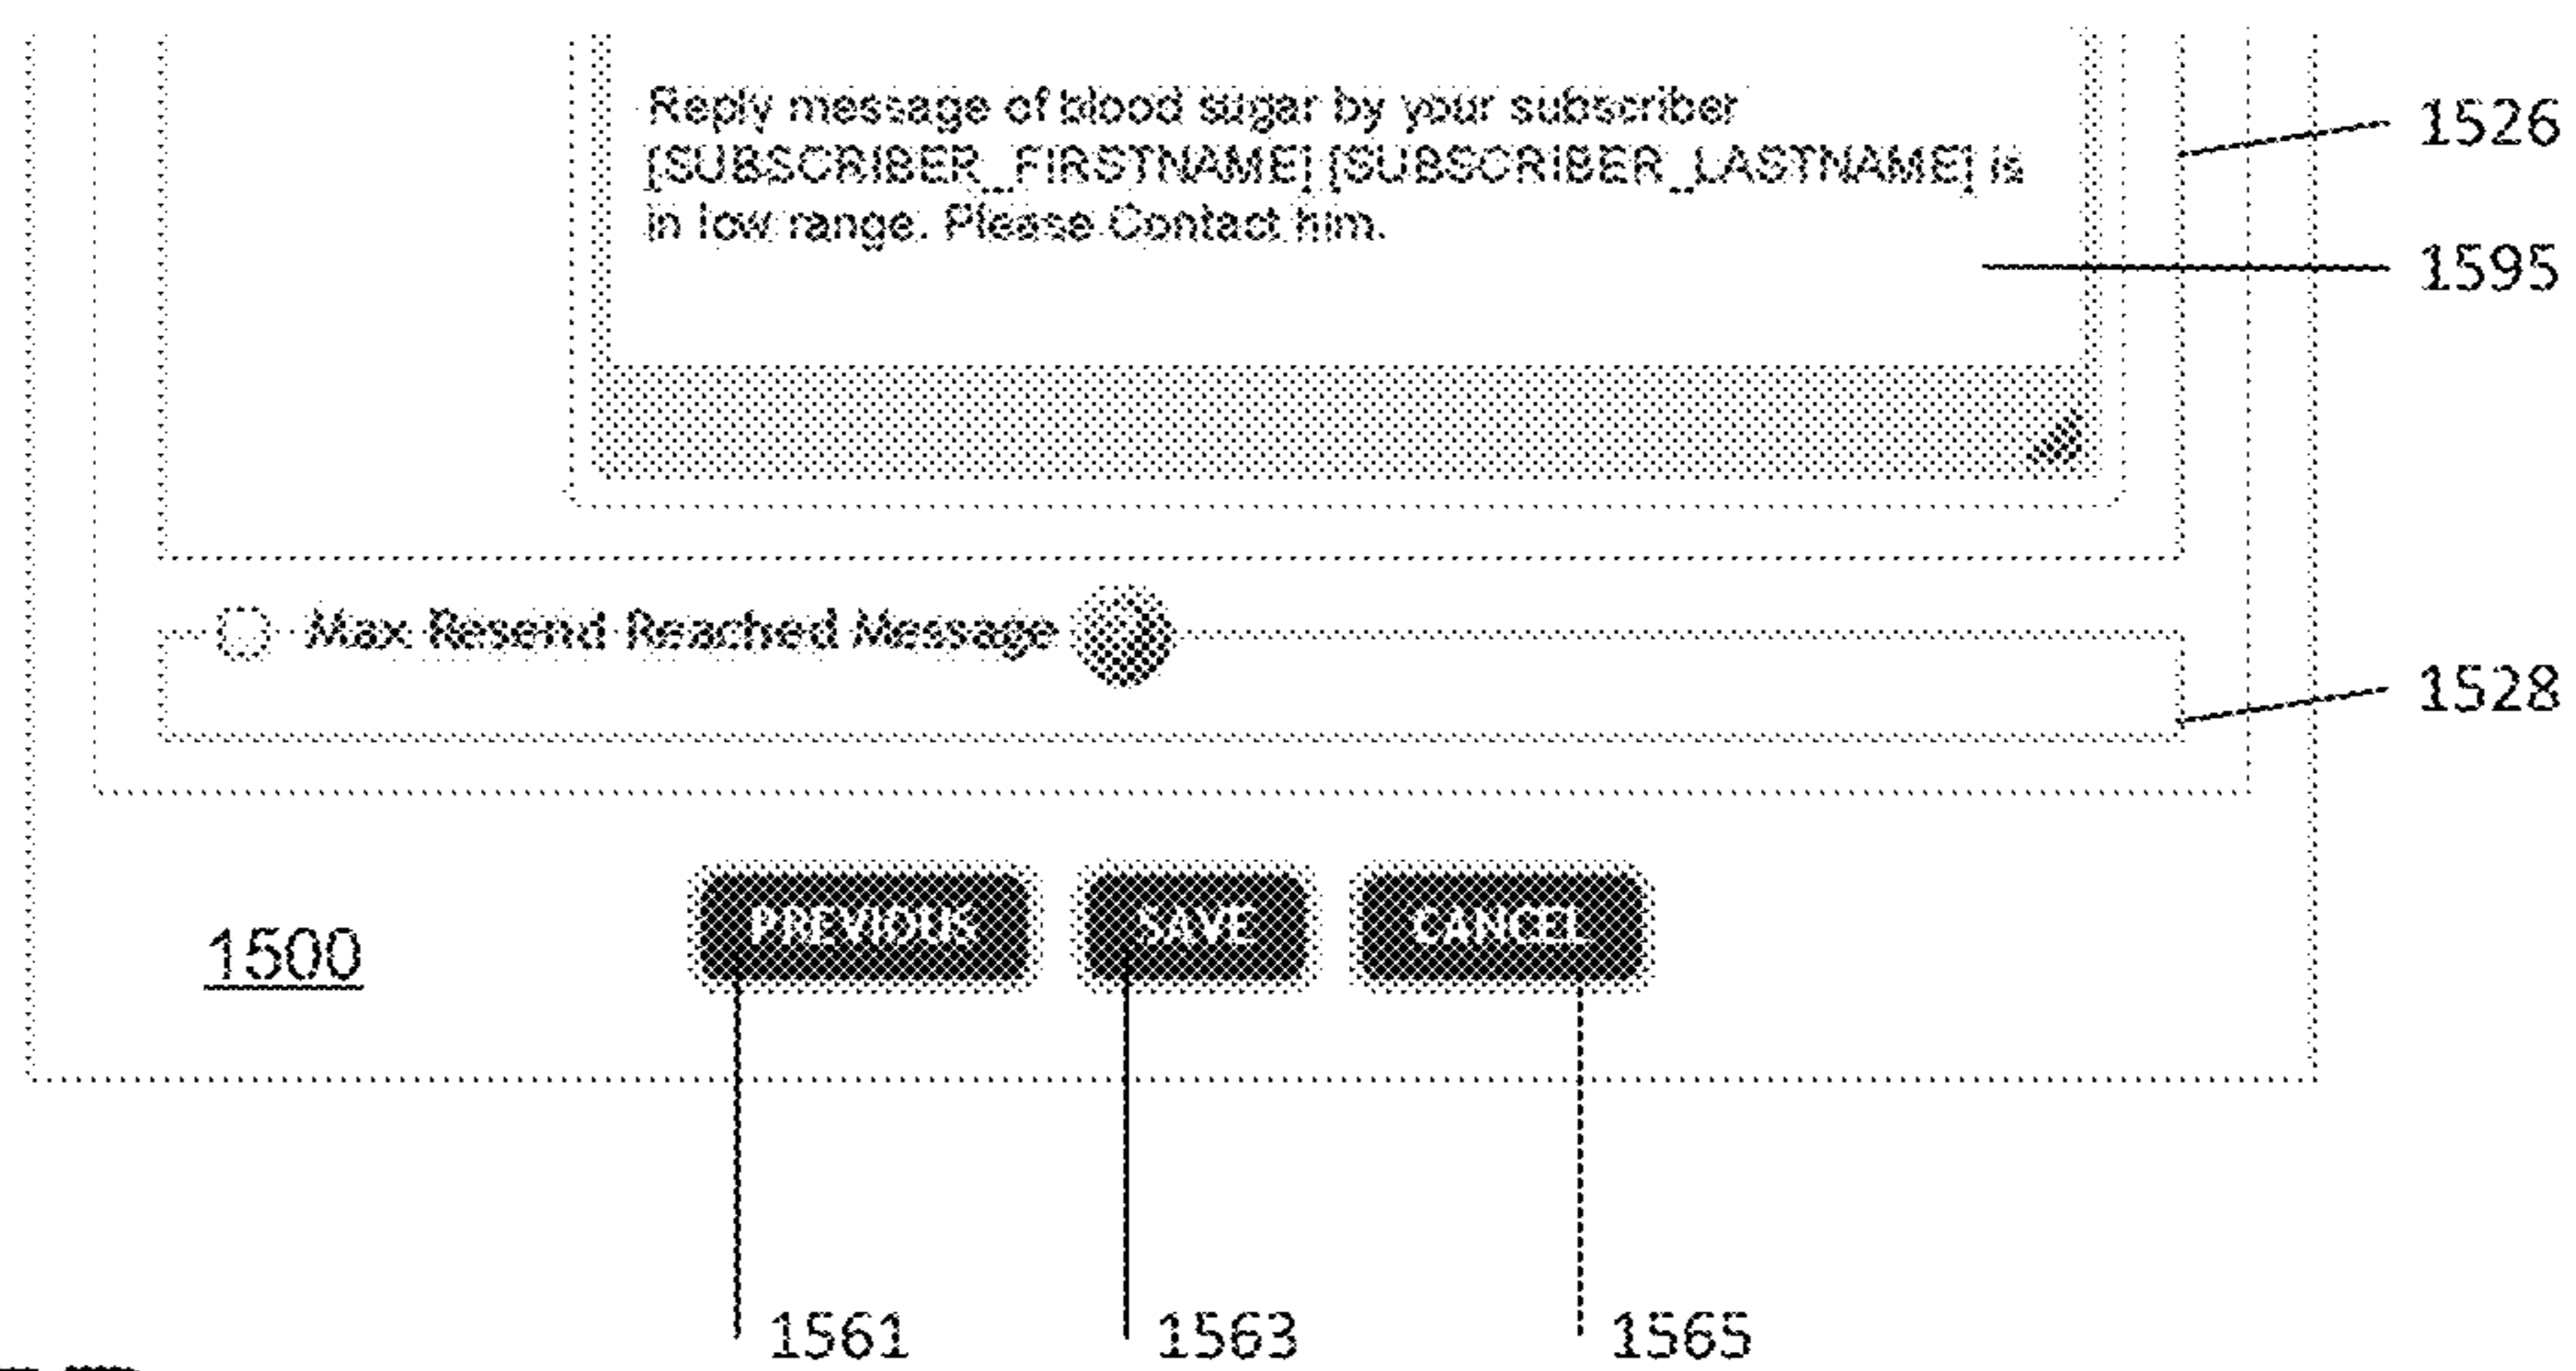 Reply message of blood sugar by your subscriber
[SUBSCRIBER_FIRSTNAME] [SUBSCRIBER_LASTNAME] is
in low range. Please Contact him.
1526
1595
Max Resend Reached Message
1528
PREVIOUS
SAVE
CANCEL
1500
1561
1563
1565